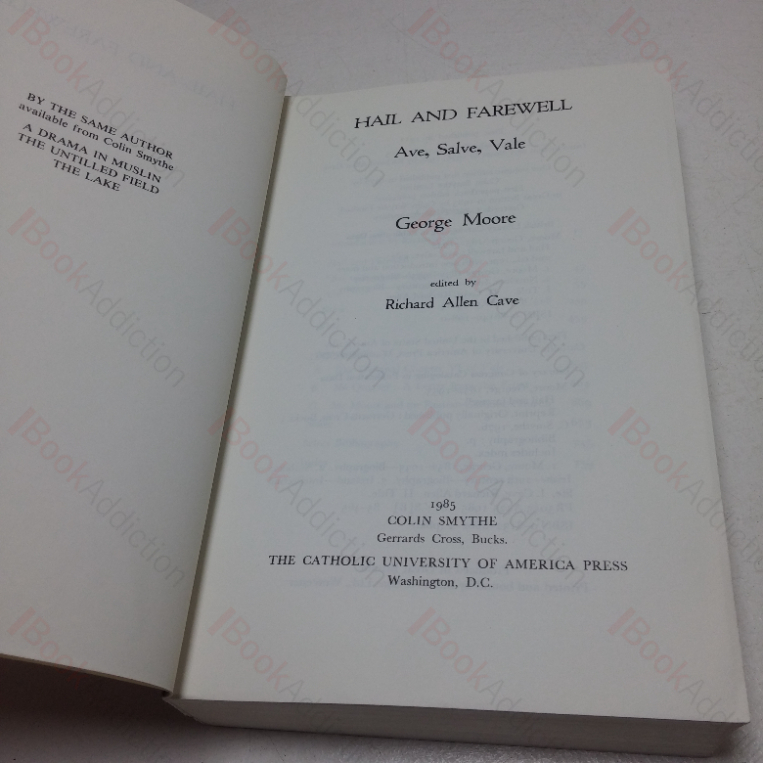 BY THE SAME AUTHOR
available from Colin Smythe
A DRAMA IN MUSLIN
THE UNTILLED FIELD
THE LAKE
HAIL AND FAREWELL
Ave, Salve, Vale
George Moore
edited by
Richard Allen Cave
1985
COLIN SMYTHE
Gerrards Cross, Bucks.
THE CATHOLIC UNIVERSITY OF AMERICA PRESS
Washington, D.C.
BookAddiction